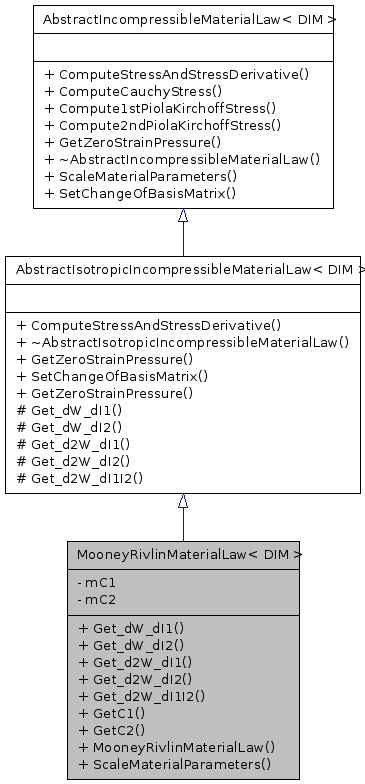 AbstractIncompressibleMaterialLaw< DIM >
+ ComputeStressAndStressDerivative()
+ ComputeCauchyStress()
+ Compute1stPiolaKirchoffStress()
+ Compute2ndPiolaKirchoffStress()
+ GetZeroStrainPressure()
+ ~AbstractIncompressibleMaterialLaw()
+ ScaleMaterialParameters()
+ SetChangeOfBasisMatrix()
AbstractIsotropicIncompressibleMaterialLaw< DIM >
+ ComputeStressAndStressDerivative()
+ ~AbstractIsotropicIncompressibleMaterialLaw()
+ GetZeroStrainPressure()
+ SetChangeOfBasisMatrix()
+ GetZeroStrainPressure()
# Get_dW_dI1()
# Get_dW_dI2()
# Get_d2W_dI1()
# Get_d2W_dI2()
# Get_d2W_dI1I2()
MooneyRivlinMaterialLaw< DIM >
- mC1
- mC2
+ Get_dW_dI1()
+ Get_dW_dI2()
+ Get_d2W_dI1()
+ Get_d2W_dI2()
+ Get_d2W_dI1I2()
+ GetC1()
+ GetC2()
+ MooneyRivlinMaterialLaw()
+ ScaleMaterialParameters()